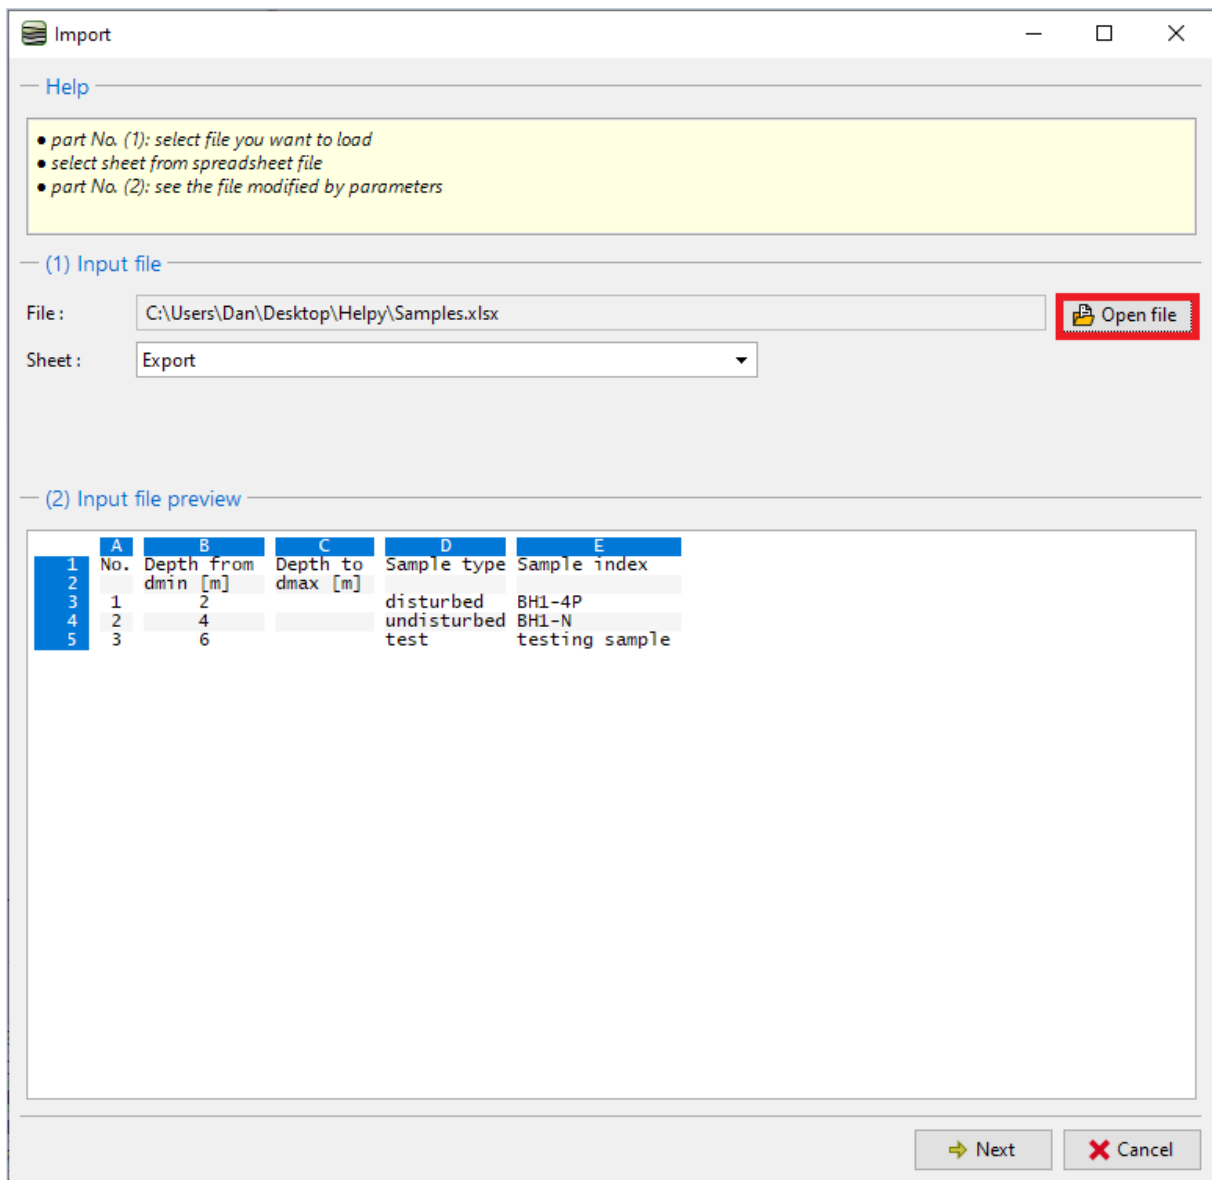 Import
Help
• part No. (1): select file you want to load
• select sheet from spreadsheet file
• part No. (2): see the file modified by parameters
(1) Input file
File :
C:\Users\Dan\Desktop\Helpy\Samples.xlsx
Open file
Sheet :
Export
(2) Input file preview
A B C D E
1 No. Depth from Depth to Sample type Sample index
2 dmin [m] dmax [m]
3 1 2 disturbed BH1-4P
4 2 4 undisturbed BH1-N
5 3 6 test testing sample
Next
Cancel